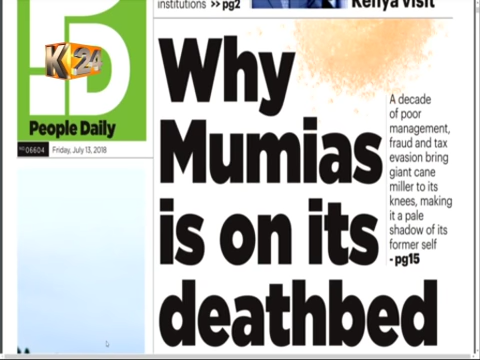 institutions >> pg2
Kenya visit
K 24
People Daily
NO 06604 Friday, July 13, 2018
Why
Mumias
is on its
deathbed
A decade
of poor
management,
fraud and tax
evasion bring
giant cane
miller to its
knees, making
it a pale
shadow of its
former self
- pg15